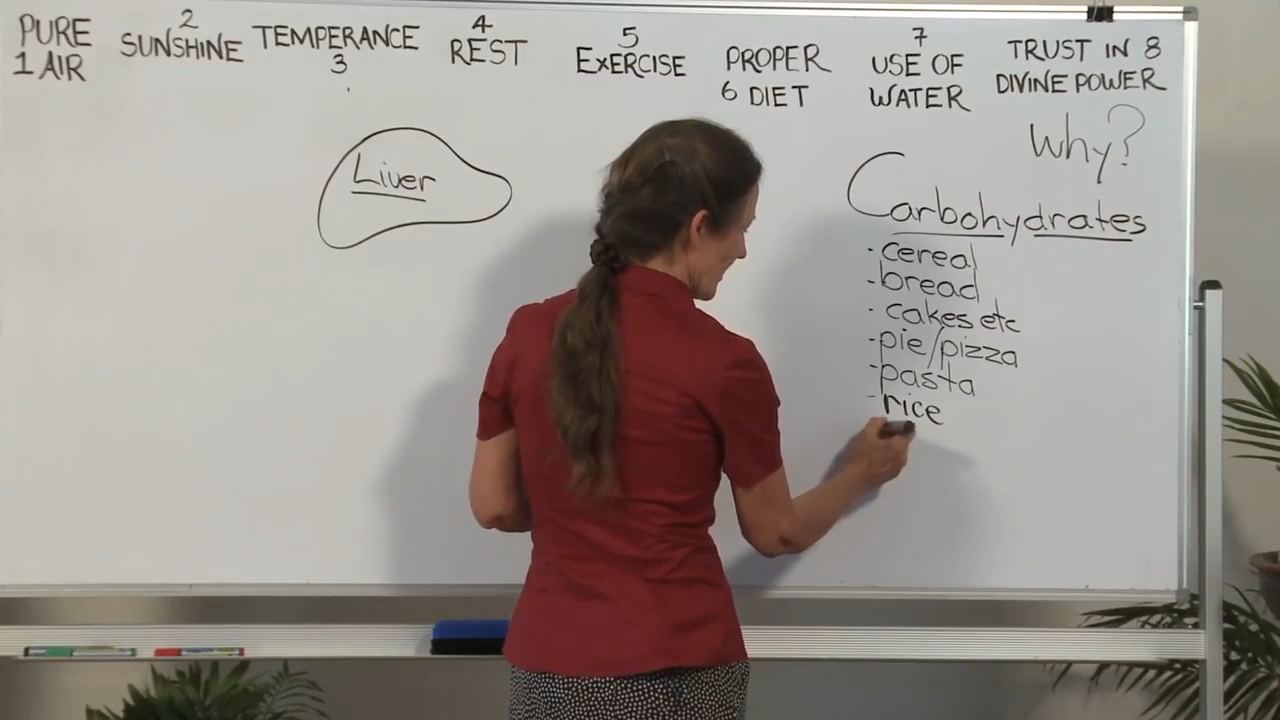 PURE
1 AIR
2
SUNSHINE
TEMPERANCE
3
4
REST
5
EXERCISE
PROPER
6 DIET
7
USE OF
WATER
TRUST IN 8
DIVINE POWER
Why?
Liver
Carbohydrates
- cereal
- bread
- cakes etc
- pie/pizza
- pasta
- rice